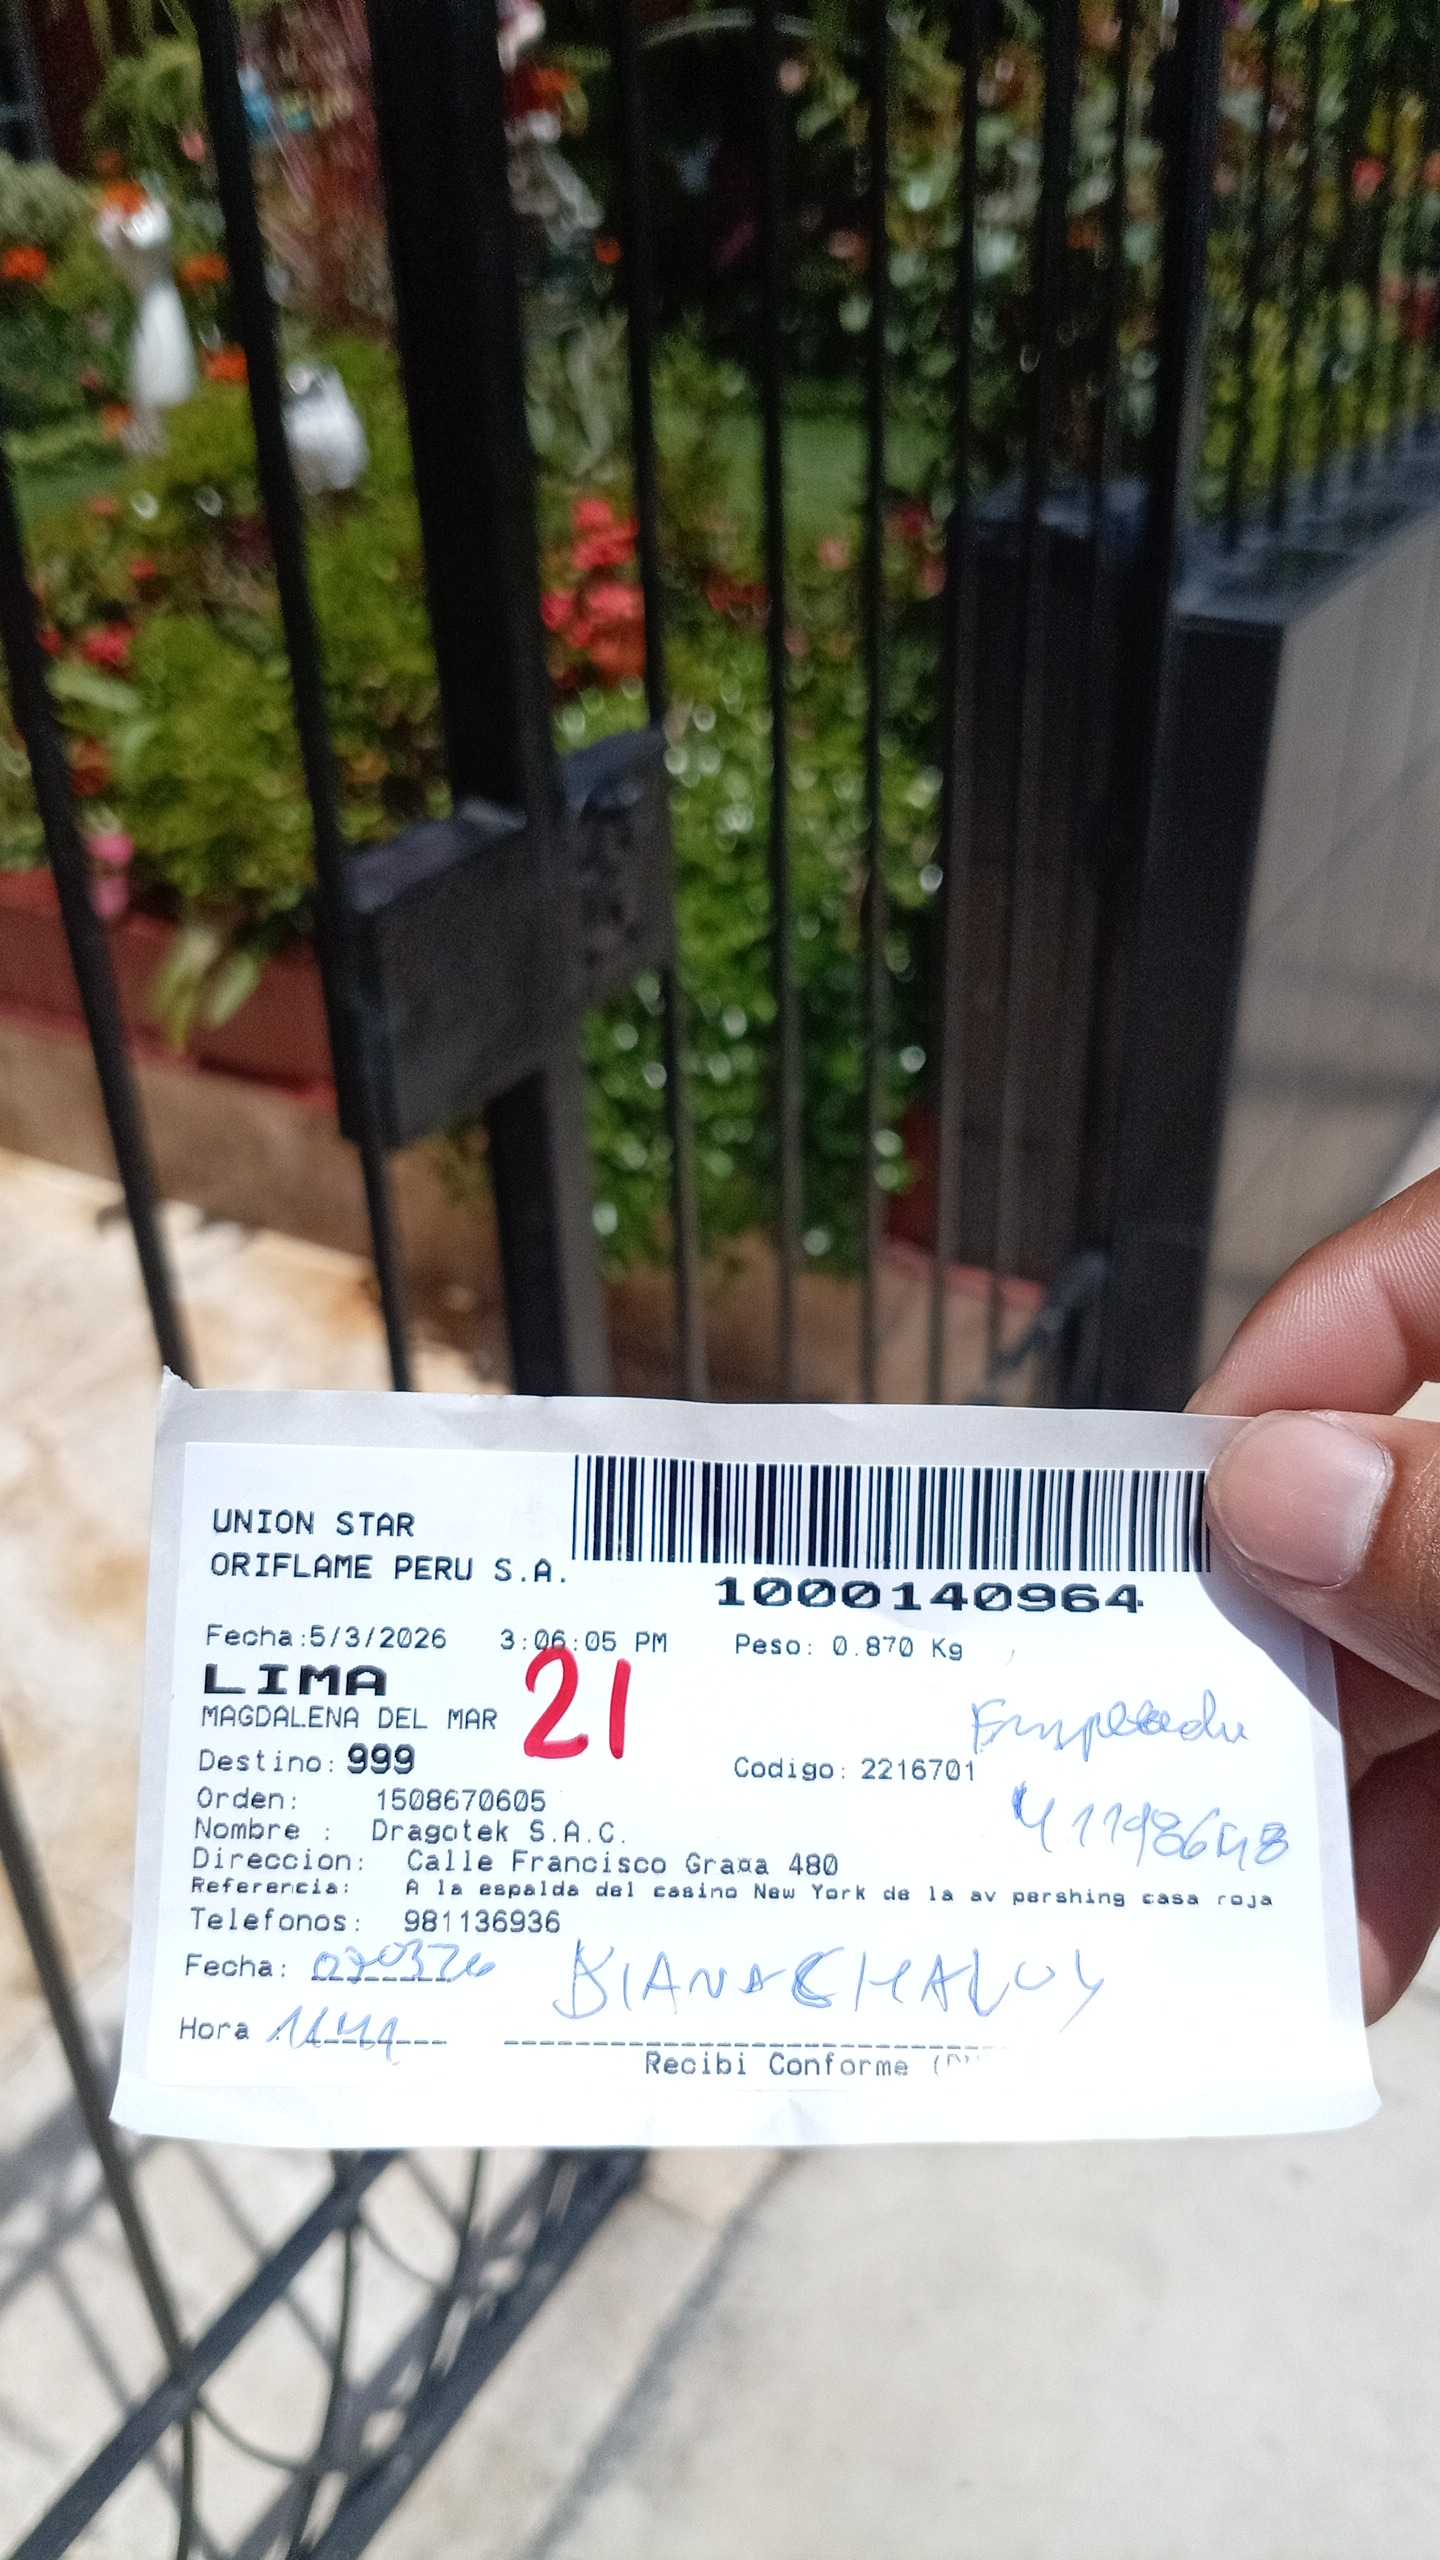 UNION STAR
ORIFLAME PERU S.A.
1000140964
Fecha:5/3/2026 3:06:05 PM Peso: 0.870 Kg
LIMA
21
MAGDALENA DEL MAR
Destino: 999 Codigo: 2216701
Orden: 1508670605
Nombre : Dragotek S.A.C.
Direccion: Calle Francisco Graña 480
Referencia: A la espalda del casino New York de la av pershing casa roja
Telefonos: 981136936
Fecha:
DIANA CHALUY
Hora :
Recibi Conforme